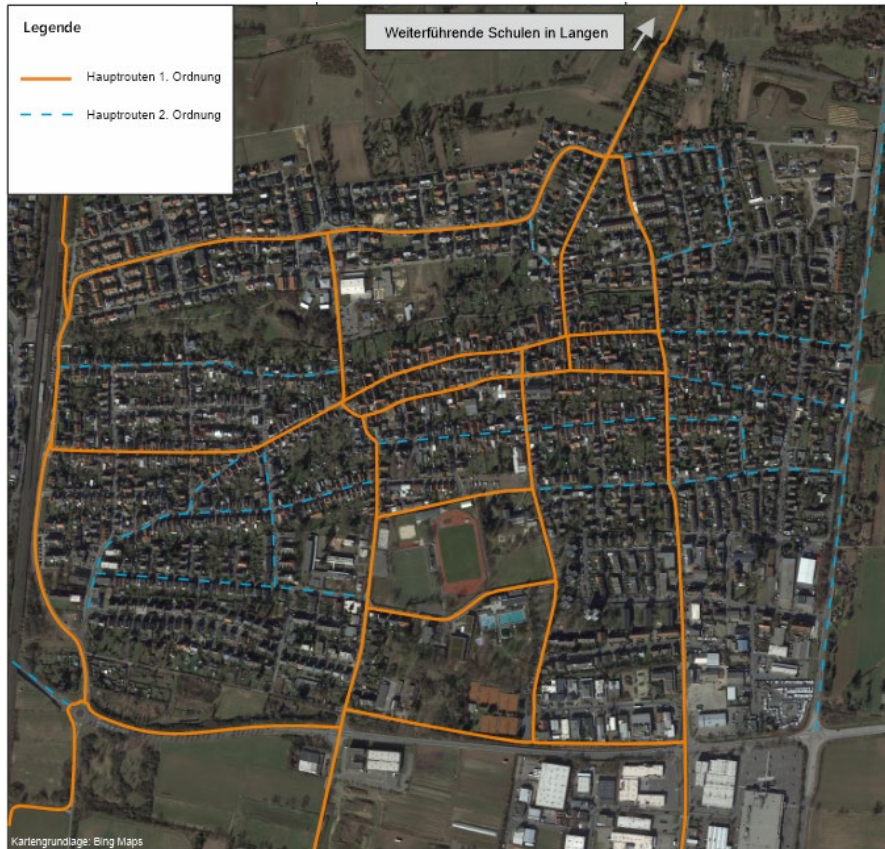 Legende
Weiterführende Schulen in Langen
Hauptrouten 1. Ordnung
Hauptrouten 2. Ordnung
Kartengrundlage: Bing Maps